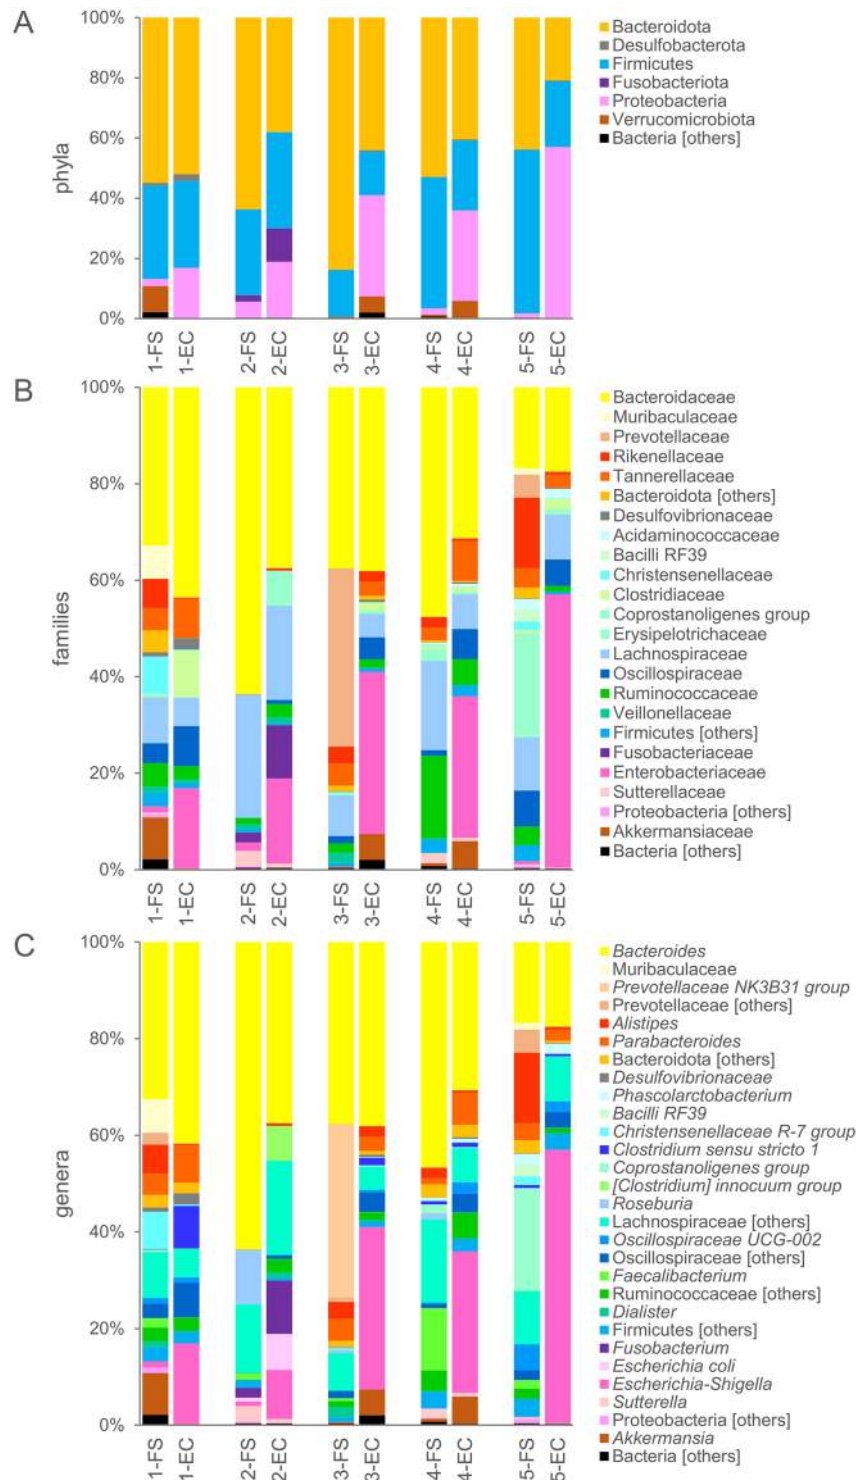 A
100%
80%
60%
40%
20%
0%
phyla
1-FS
1-EC
2-FS
2-EC
3-FS
3-EC
4-FS
4-EC
5-FS
5-EC
Bacteroidota
Desulfobacterota
Firmicutes
Fusobacteriota
Proteobacteria
Verrucomicrobiota
Bacteria [others]
B
100%
80%
60%
40%
20%
0%
families
1-FS
1-EC
2-FS
2-EC
3-FS
3-EC
4-FS
4-EC
5-FS
5-EC
Bacteroidaceae
Muribaculaceae
Prevotellaceae
Rikenellaceae
Tannerellaceae
Bacteroidota [others]
Desulfovibrionaceae
Acidaminococcaceae
Bacilli RF39
Christensenellaceae
Clostridiaceae
Coprostanoligenes group
Erysipelotrichaceae
Lachnospiraceae
Oscillospiraceae
Ruminococcaceae
Veillonellaceae
Firmicutes [others]
Fusobacteriaceae
Enterobacteriaceae
Sutterellaceae
Proteobacteria [others]
Akkermansiaceae
Bacteria [others]
C
100%
80%
60%
40%
20%
0%
genera
1-FS
1-EC
2-FS
2-EC
3-FS
3-EC
4-FS
4-EC
5-FS
5-EC
Bacteroides
Muribaculaceae
Prevotellaceae NK3B31 group
Prevotellaceae [others]
Alistipes
Parabacteroides
Bacteroidota [others]
Desulfovibrionaceae
Phascolarctobacterium
Bacilli RF39
Christensenellaceae R-7 group
Clostridium sensu stricto 1
Coprostanoligenes group
[Clostridium] innocuum group
Roseburia
Lachnospiraceae [others]
Oscillospiraceae UCG-002
Oscillospiraceae [others]
Faecalibacterium
Ruminococcaceae [others]
Dialister
Firmicutes [others]
Fusobacterium
Escherichia coli
Escherichia-Shigella
Sutterella
Proteobacteria [others]
Akkermansia
Bacteria [others]